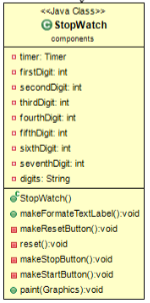 <<Java Class>>
StopWatch
components
timer: Timer
firstDigit: int
secondDigit: int
thirdDigit: int
fourthDigit: int
fifthDigit: int
sixthDigit: int
seventhDigit: int
digits: String
StopWatch()
makeFormateTextLabel():void
makeResetButton():void
reset():void
makeStopButton():void
makeStartButton():void
paint(Graphics):void